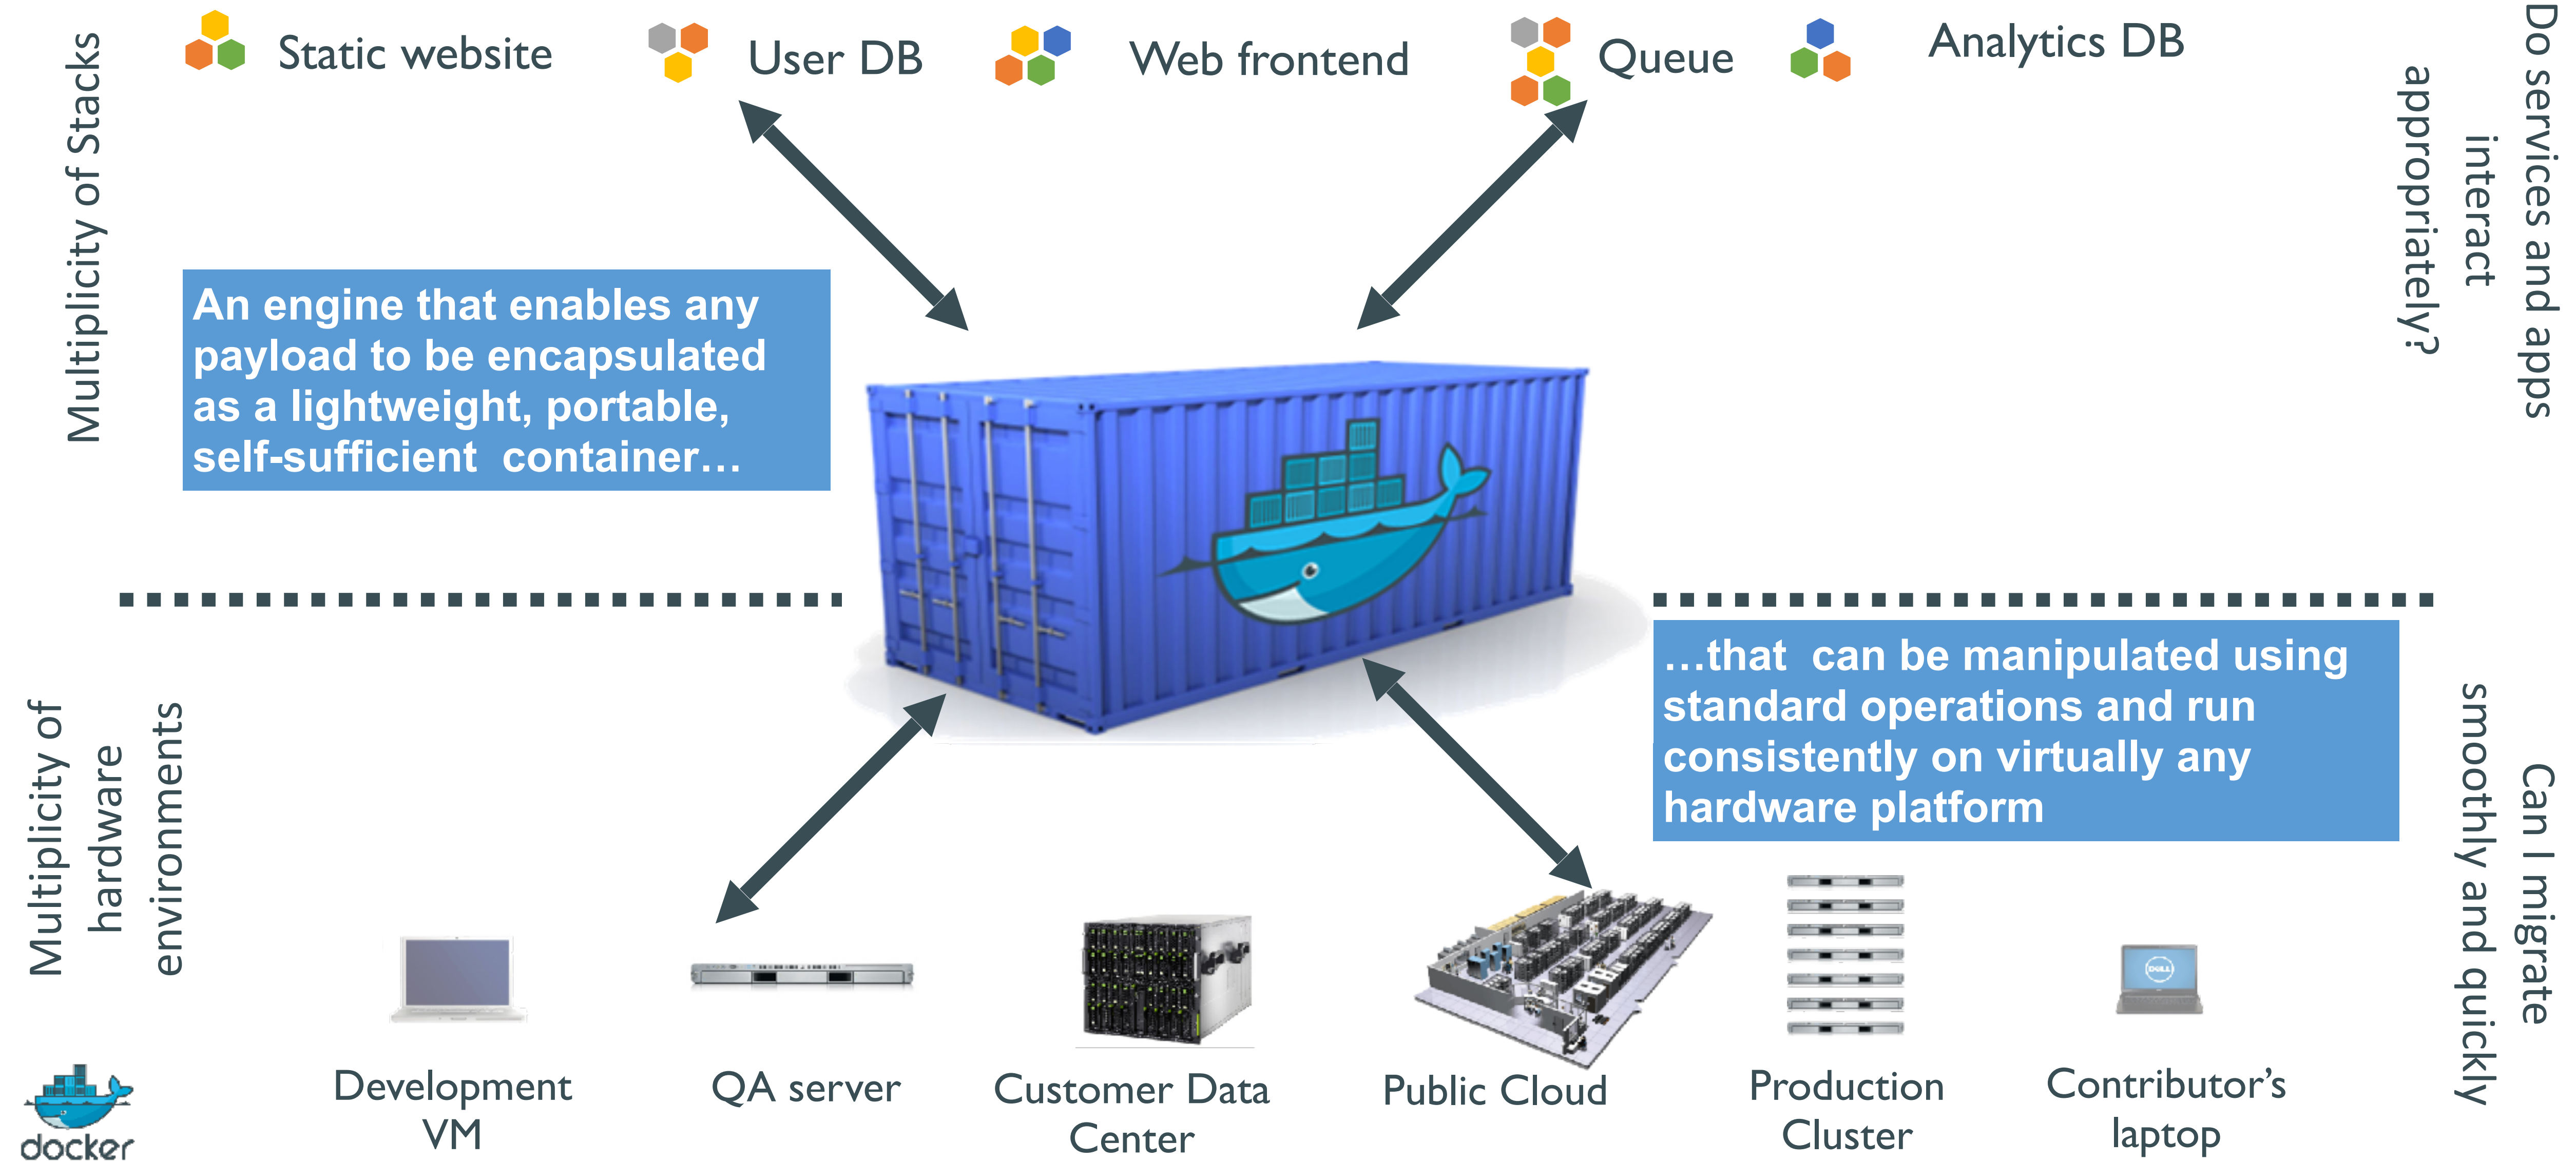 Static website
User DB
Web frontend
Queue
Analytics DB
Multiplicity of Stacks
Do services and apps
interact
appropriately?
An engine that enables any
payload to be encapsulated
as a lightweight, portable,
self-sufficient  container…
…that  can be manipulated using
standard operations and run
consistently on virtually any
hardware platform
Multiplicity of
hardware
environments
Can I migrate
smoothly and quickly
DELL
Development
VM
QA server
Customer Data
Center
Public Cloud
Production
Cluster
Contributor’s
laptop
docker